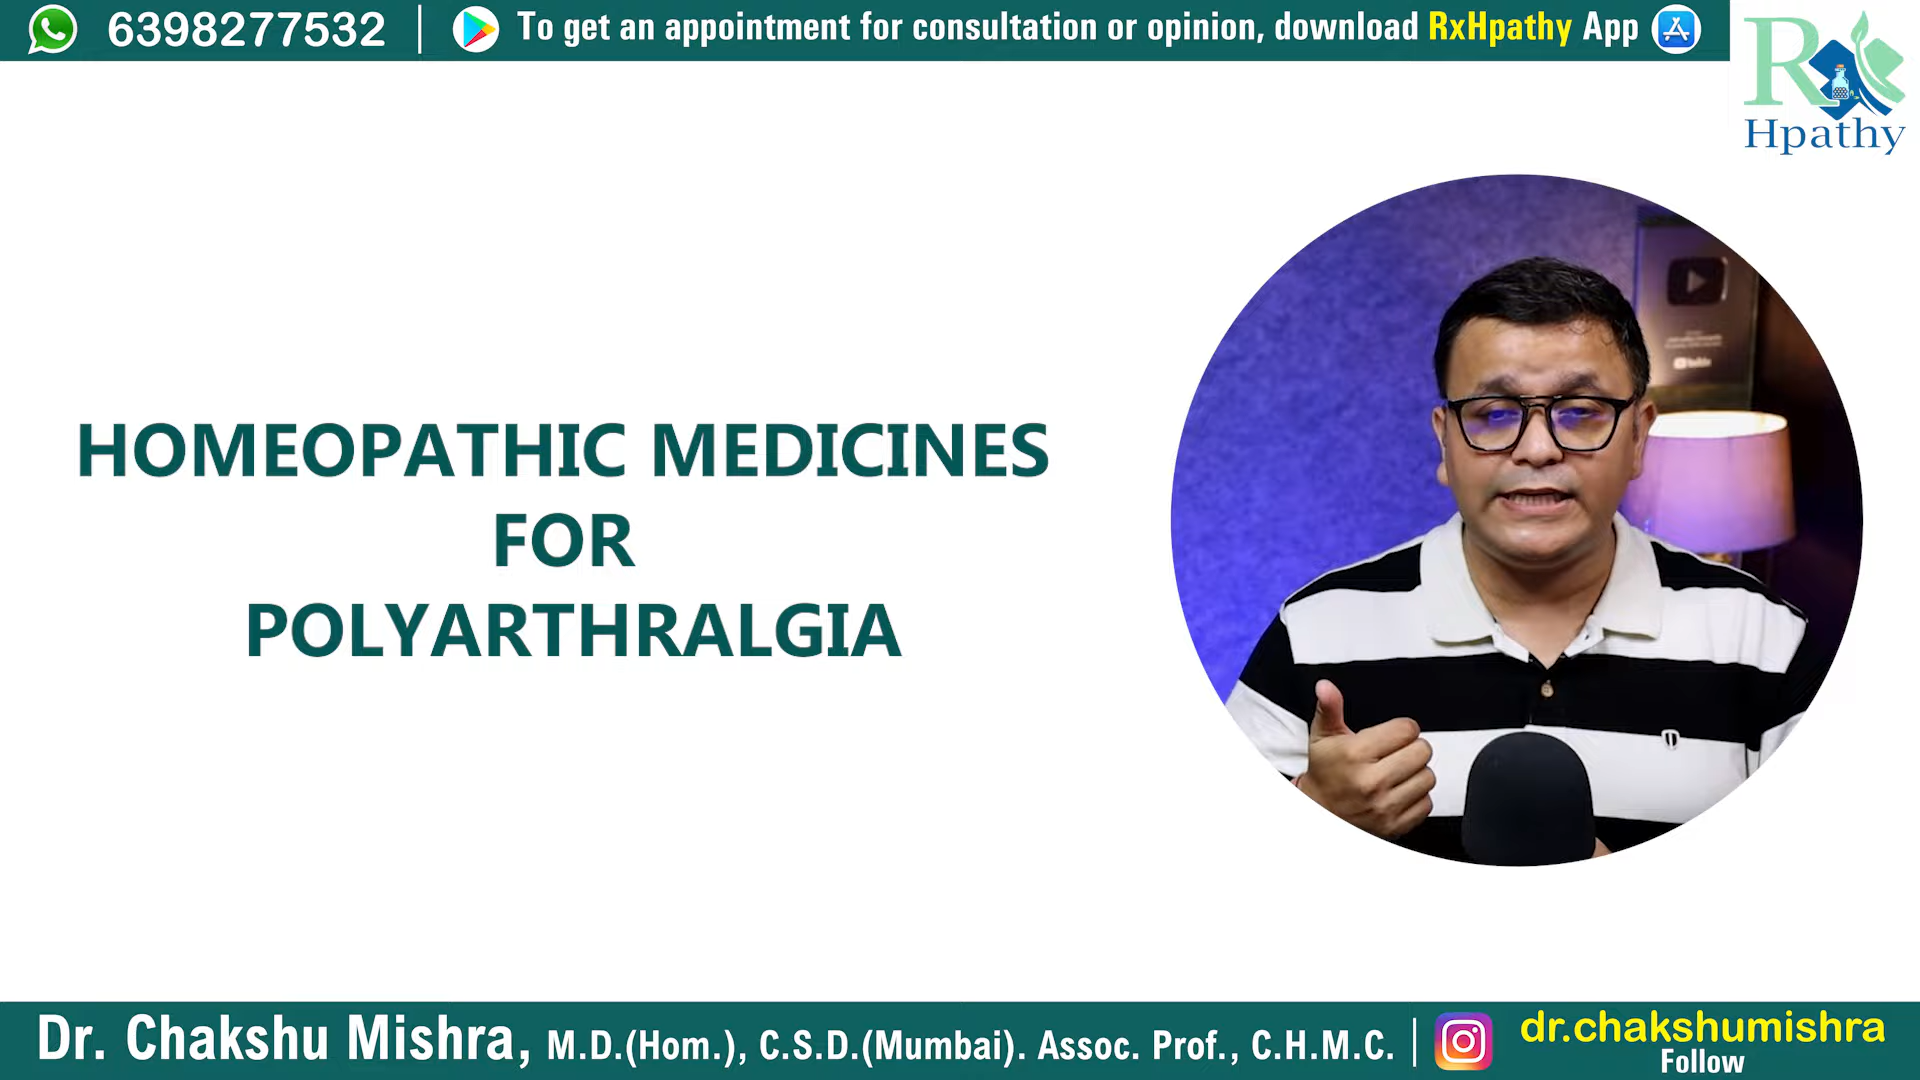 6398277532 | To get an appointment for consultation or opinion, download RxHpathy App
Rx
Hpathy
HOMEOPATHIC MEDICINES
FOR
POLYARTHRALGIA
Dr. Chakshu Mishra, M.D.(Hom.), C.S.D.(Mumbai). Assoc. Prof., C.H.M.C. | dr.chakshumishra
Follow